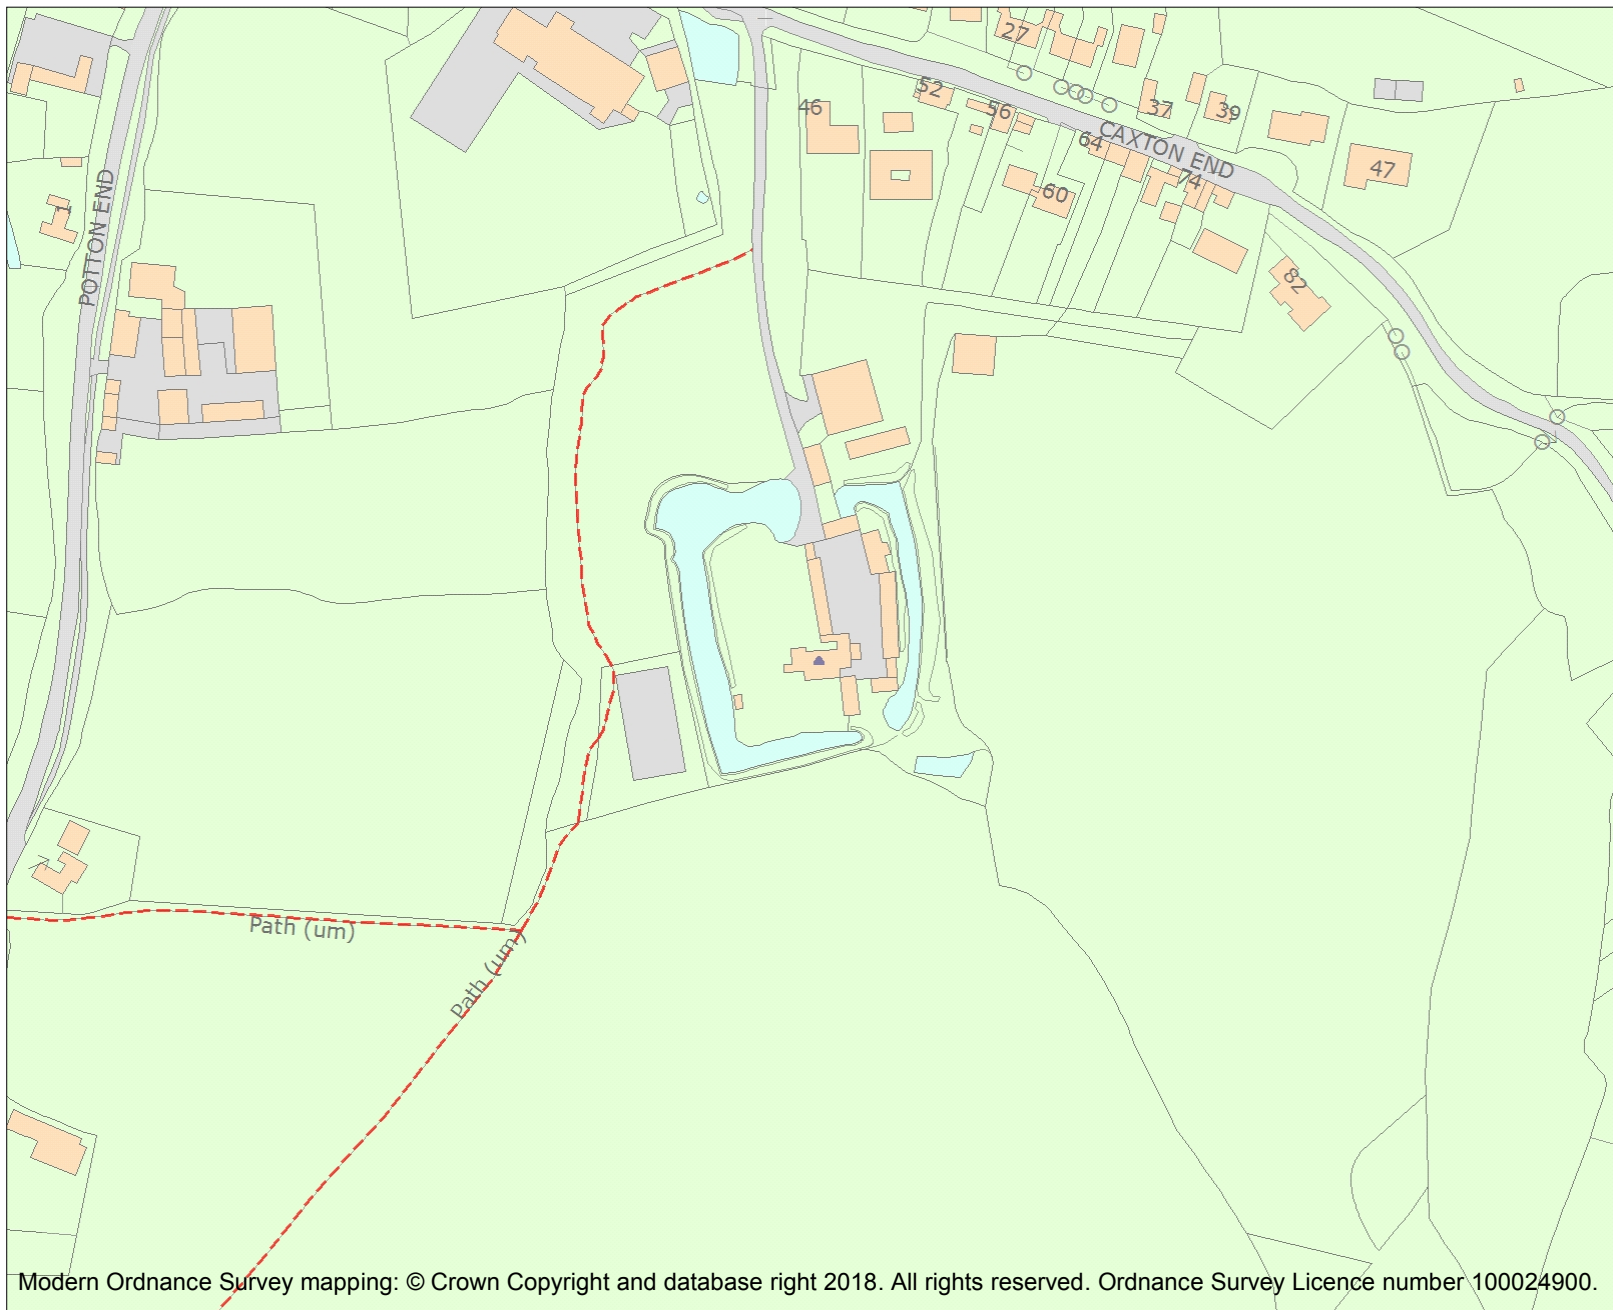 27
52
46
56
37
39
CAXTON END
64
47
74
60
1
POTTON END
82
7
Path (um)
Path (um)
Modern Ordnance Survey mapping: © Crown Copyright and database right 2018. All rights reserved. Ordnance Survey Licence number 100024900.